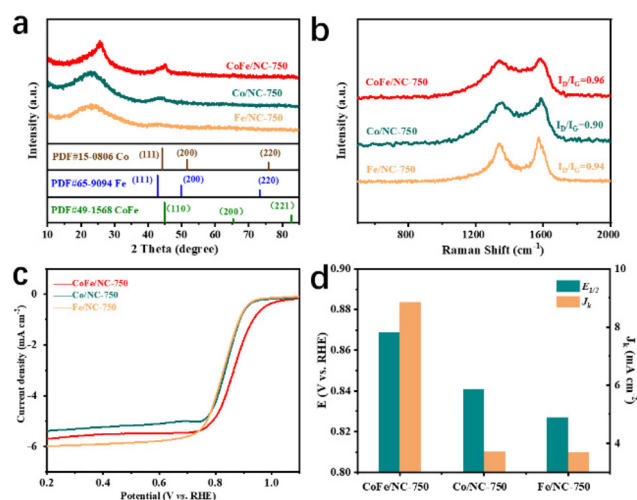 a
Intensity (a.u.)
CoFe/NC-750
Co/NC-750
Fe/NC-750
PDF#15-0806 Co (111) (200) (220)
PDF#65-9094 Fe (111) (200) (220)
PDF#49-1568 CoFe (110) (200) (221)
10 20 30 40 50 60 70 80
2 Theta (degree)
b
Intensity (a.u.)
CoFe/NC-750 ID/IG=0.96
Co/NC-750 ID/IG=0.90
Fe/NC-750 ID/IG=0.94
800 1200 1600 2000
Raman Shift (cm-1)
c
Current density (mA cm-2)
0
-2
-4
-6
CoFe/NC-750
Co/NC-750
Fe/NC-750
0.2 0.4 0.6 0.8 1.0
Potential (V vs. RHE)
d
E (V vs. RHE)
0.90
0.88
0.86
0.84
0.82
0.80
E1/2
Jk
10
8
6
4
Jk (mA cm-2)
CoFe/NC-750 Co/NC-750 Fe/NC-750